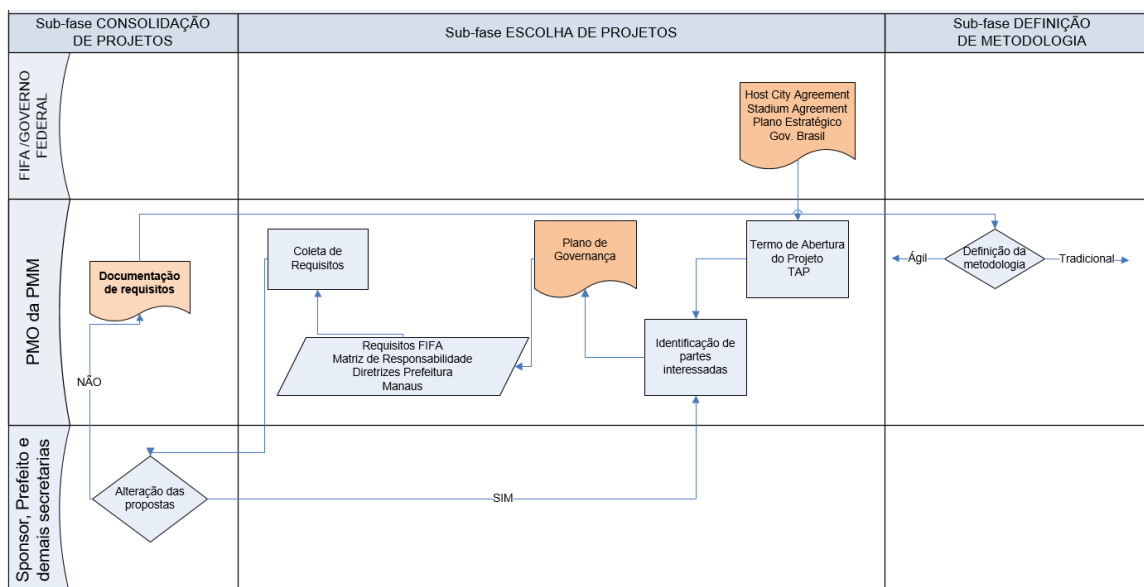 Sub-fase CONSOLIDAÇÃO
DE PROJETOS
Sub-fase ESCOLHA DE PROJETOS
Sub-fase DEFINIÇÃO
DE METODOLOGIA
FIFA /GOVERNO
FEDERAL
Host City Agreement
Stadium Agreement
Plano Estratégico
Gov. Brasil
PMO da PMM
Documentação
de requisitos
Coleta de
Requisitos
Plano de
Governança
Termo de Abertura
do Projeto
TAP
Ágil
Definição da
metodologia
Tradicional
Requisitos FIFA
Matriz de Responsabilidade
Diretrizes Prefeitura
Manaus
Identificação de
partes
interessadas
NÃO
Sponsor, Prefeito e
demais secretarias
Alteração das
propostas
SIM